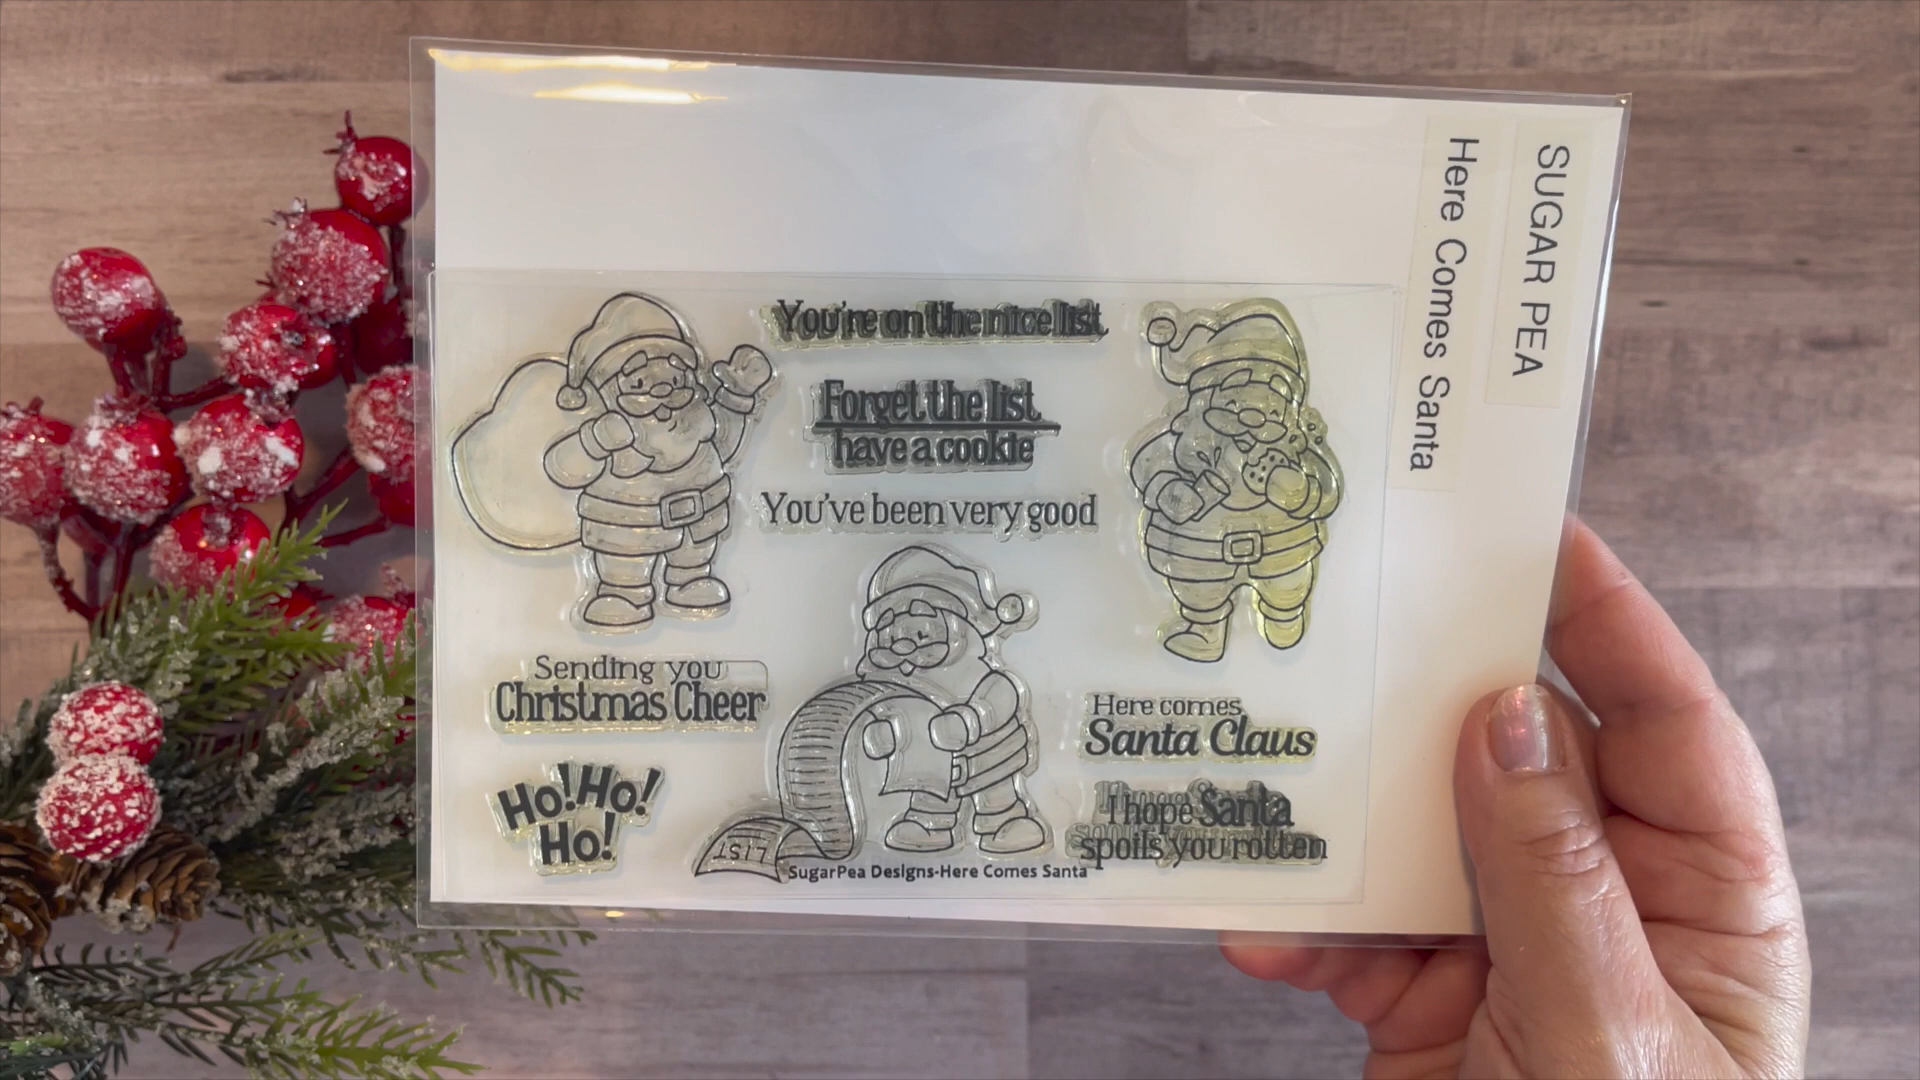 SUGAR PEA
Here Comes Santa
You're on the nice list
Forget the list
have a cookie
You've been very good
Sending you
Christmas Cheer
Here comes
Santa Claus
Ho! Ho!
Ho!
I hope Santa
spoils you rotten
LIST
SugarPea Designs-Here Comes Santa